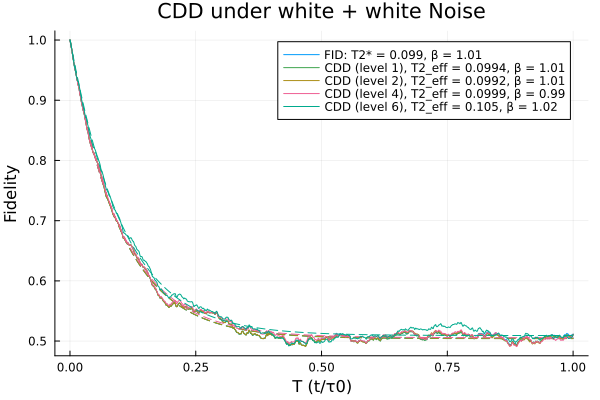 CDD under white + white Noise
FID: T2* = 0.099, β = 1.01
CDD (level 1), T2_eff = 0.0994, β = 1.01
CDD (level 2), T2_eff = 0.0992, β = 1.01
CDD (level 4), T2_eff = 0.0999, β = 0.99
CDD (level 6), T2_eff = 0.105, β = 1.02
Fidelity
1.0
0.9
0.8
0.7
0.6
0.5
0.00
0.25
0.50
0.75
1.00
T (t/τ0)